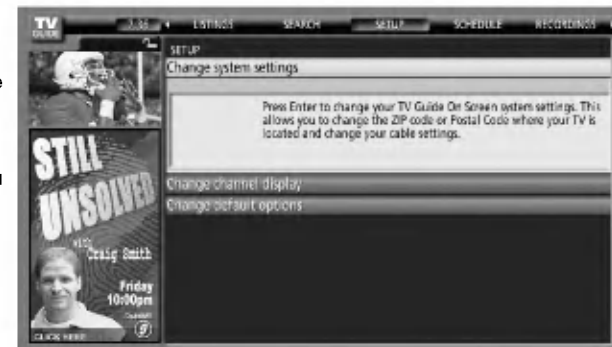 TV
GUIDE
LISTINGS
SEARCH
SETUP
SCHEDULE
RECORDINGS
SETUP
Change system settings
Press Enter to change your TV Guide On Screen system settings. This
allows you to change the ZIP code or Postal Code where your TV is
located and change your cable settings.
Change channel display
Change default options
STILL
UNSOLVED
with
Craig Smith
Friday
10:00pm
9
CLICK HERE